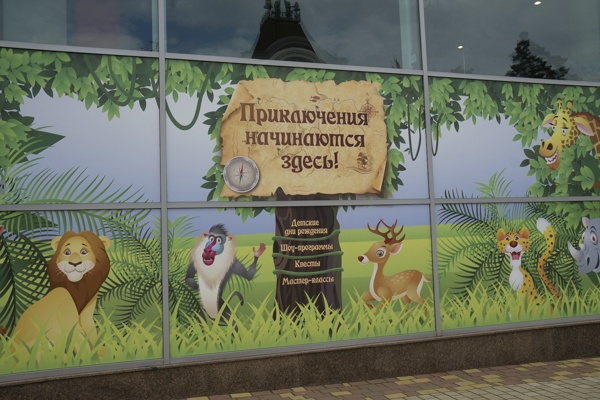 Приключения
начинаются
здесь!
Детские
дни рождения
Шоу-программы
Квесты
Мастер-классы